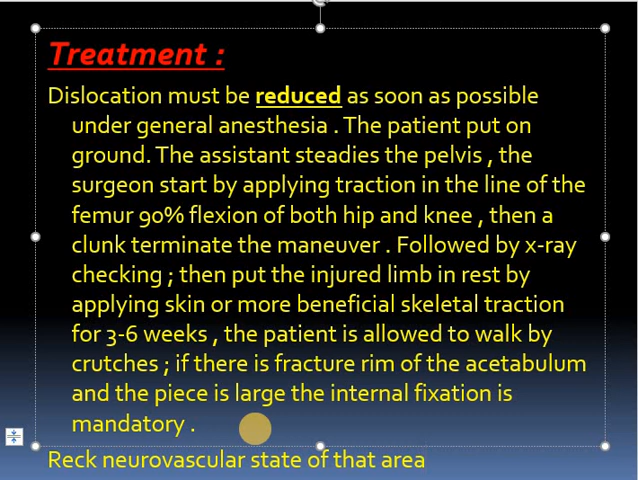 Treatment :
Dislocation must be reduced as soon as possible
under general anesthesia . The patient put on
ground. The assistant steadies the pelvis , the
surgeon start by applying traction in the line of the
femur 90% flexion of both hip and knee , then a
clunk terminate the maneuver . Followed by x-ray
checking ; then put the injured limb in rest by
applying skin or more beneficial skeletal traction
for 3-6 weeks , the patient is allowed to walk by
crutches ; if there is fracture rim of the acetabulum
and the piece is large the internal fixation is
mandatory .
Reck neurovascular state of that area